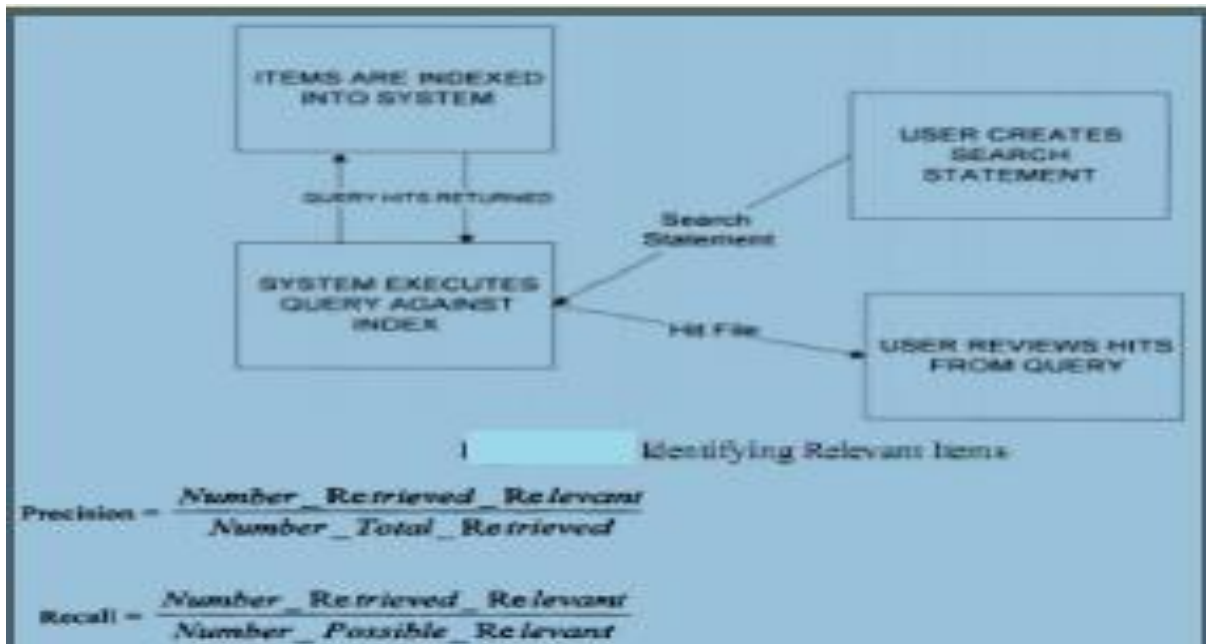 ITEMS ARE INDEXED
INTO SYSTEM
USER CREATES
SEARCH
STATEMENT
QUERY HITS RETURNED
Search
Statement
SYSTEM EXECUTES
QUERY AGAINST
INDEX
Hit File
USER REVIEWS HITS
FROM QUERY
Identifying Relevant Items
Precision = Number_Retrieved_Relevant
Number_Total_Retrieved
Recall = Number_Retrieved_Relevant
Number_Possible_Relevant